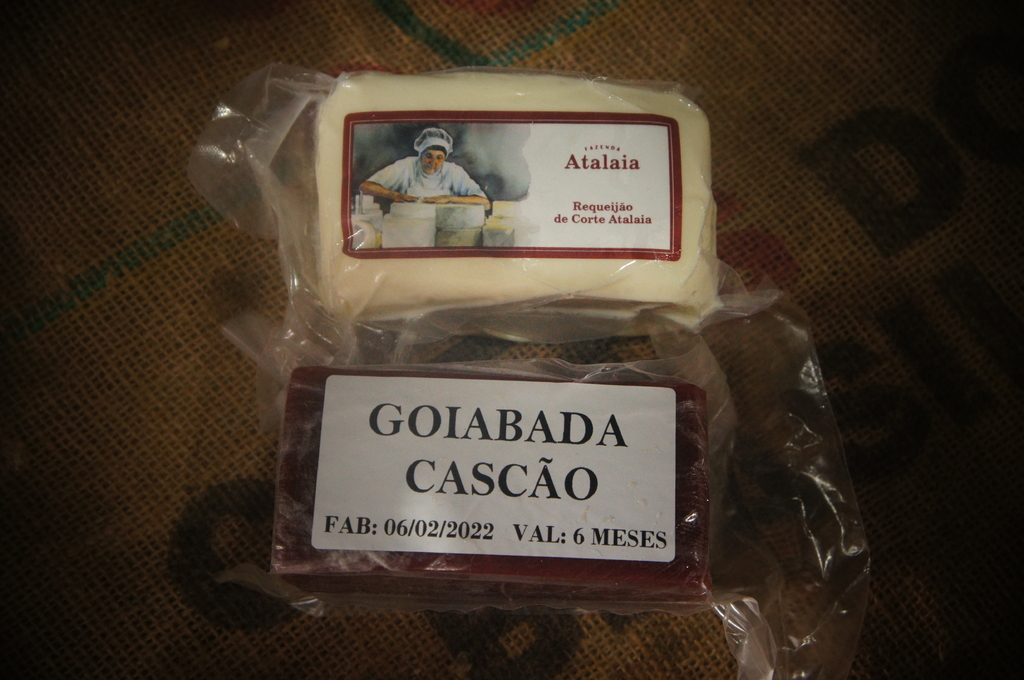 FAZENDA
Atalaia
Requeijão
de Corte Atalaia
GOIABADA
CASCÃO
FAB: 06/02/2022 VAL: 6 MESES